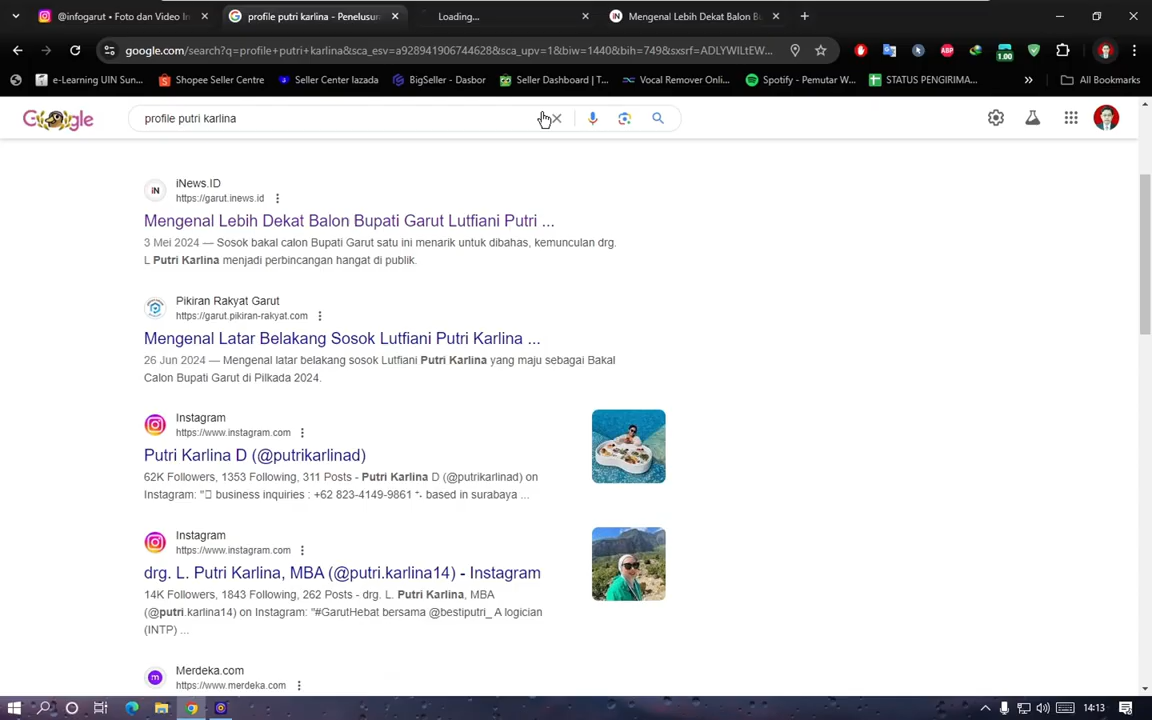 @infogarut • Foto dan Video In
profile putri karlina - Penelusura
Loading...
Mengenal Lebih Dekat Balon Bu
google.com/search?q=profile+putri+karlina&sca_esv=a928941906744628&sca_upv=1&biw=1440&bih=749&sxsrf=ADLYWILtEW...
e-Learning UIN Sun...
Shopee Seller Centre
Seller Center lazada
BigSeller - Dasbor
Seller Dashboard | T...
Vocal Remover Onli...
Spotify - Pemutar W...
STATUS PENGIRIMA...
»
All Bookmarks
ABP
1.00
Google
profile putri karlina
iN
iNews.ID
https://garut.inews.id
Mengenal Lebih Dekat Balon Bupati Garut Lutfiani Putri ...
3 Mei 2024 — Sosok bakal calon Bupati Garut satu ini menarik untuk dibahas, kemunculan drg.
L Putri Karlina menjadi perbincangan hangat di publik.
Pikiran Rakyat Garut
https://garut.pikiran-rakyat.com
Mengenal Latar Belakang Sosok Lutfiani Putri Karlina ...
26 Jun 2024 — Mengenal latar belakang sosok Lutfiani Putri Karlina yang maju sebagai Bakal
Calon Bupati Garut di Pilkada 2024.
Instagram
https://www.instagram.com
Putri Karlina D (@putrikarlinad)
62K Followers, 1353 Following, 311 Posts - Putri Karlina D (@putrikarlinad) on
Instagram: "▯ business inquiries : +62 823-4149-9861 ⁺˖ based in surabaya ...
Instagram
https://www.instagram.com
drg. L. Putri Karlina, MBA (@putri.karlina14) - Instagram
14K Followers, 1843 Following, 262 Posts - drg. L. Putri Karlina, MBA
(@putri.karlina14) on Instagram: "#GarutHebat bersama @bestiputri_ A logician
(INTP) ...
m
Merdeka.com
https://www.merdeka.com
14:13